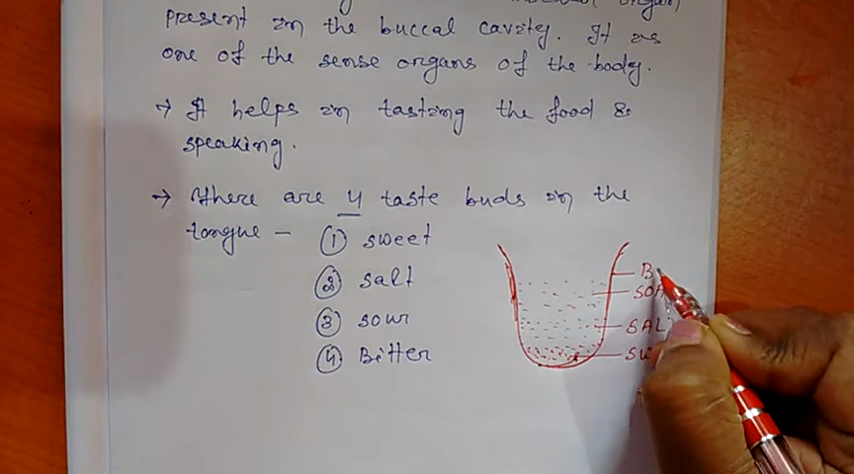 organ
present in the buccal cavity. It is
one of the sense organs of the body.
→ It helps in tasting the food &
speaking.
→ There are 4 taste buds in the
tongue - ① sweet
② salt
③ sour
④ Bitter
B
SOA
SAL
SW